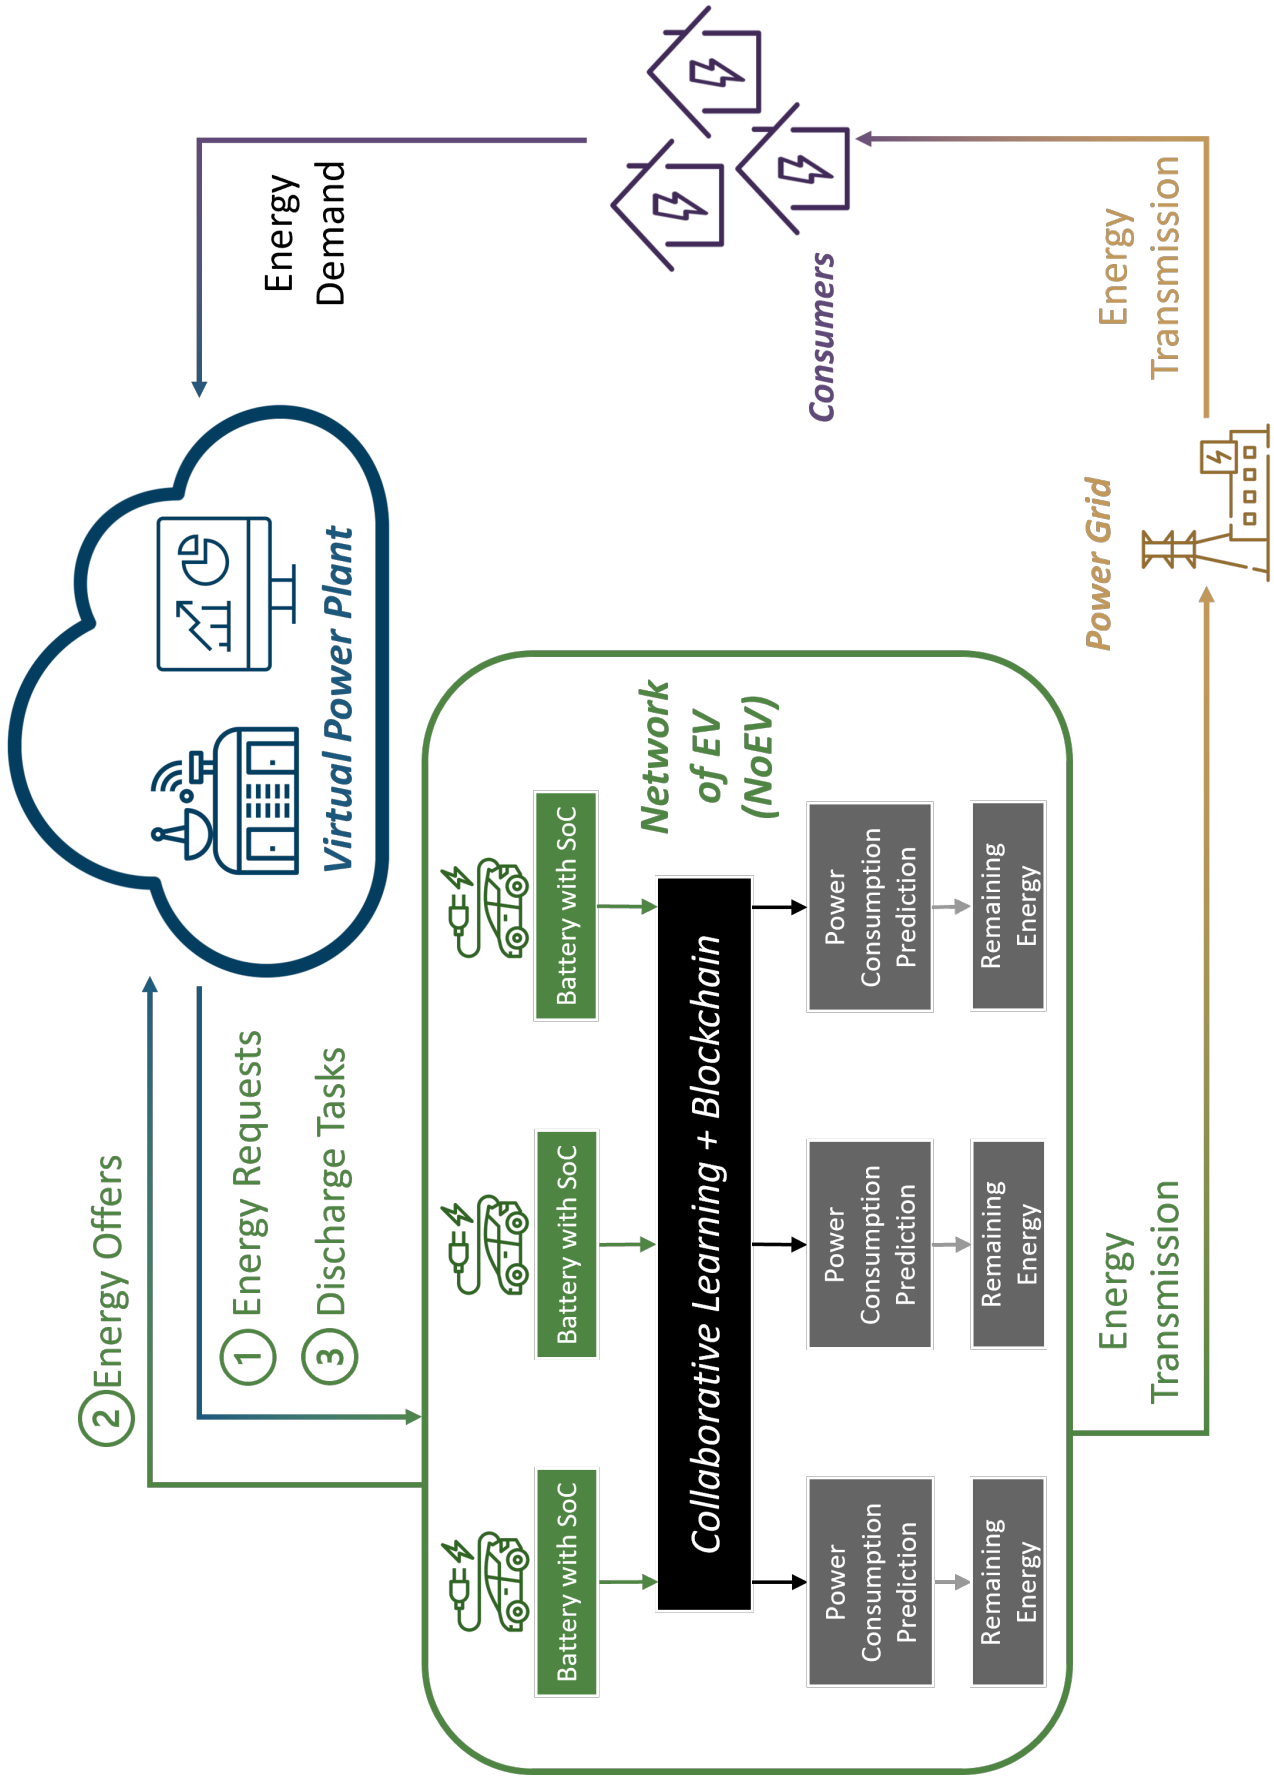 2 Energy Offers
1 Energy Requests
3 Discharge Tasks
Virtual Power Plant
Energy
Demand
Battery with SoC
Battery with SoC
Battery with SoC
Network
of EV
(NoEV)
Collaborative Learning + Blockchain
Power
Consumption
Prediction
Power
Consumption
Prediction
Power
Consumption
Prediction
Remaining
Energy
Remaining
Energy
Remaining
Energy
Consumers
Energy
Transmission
Power Grid
Energy
Transmission